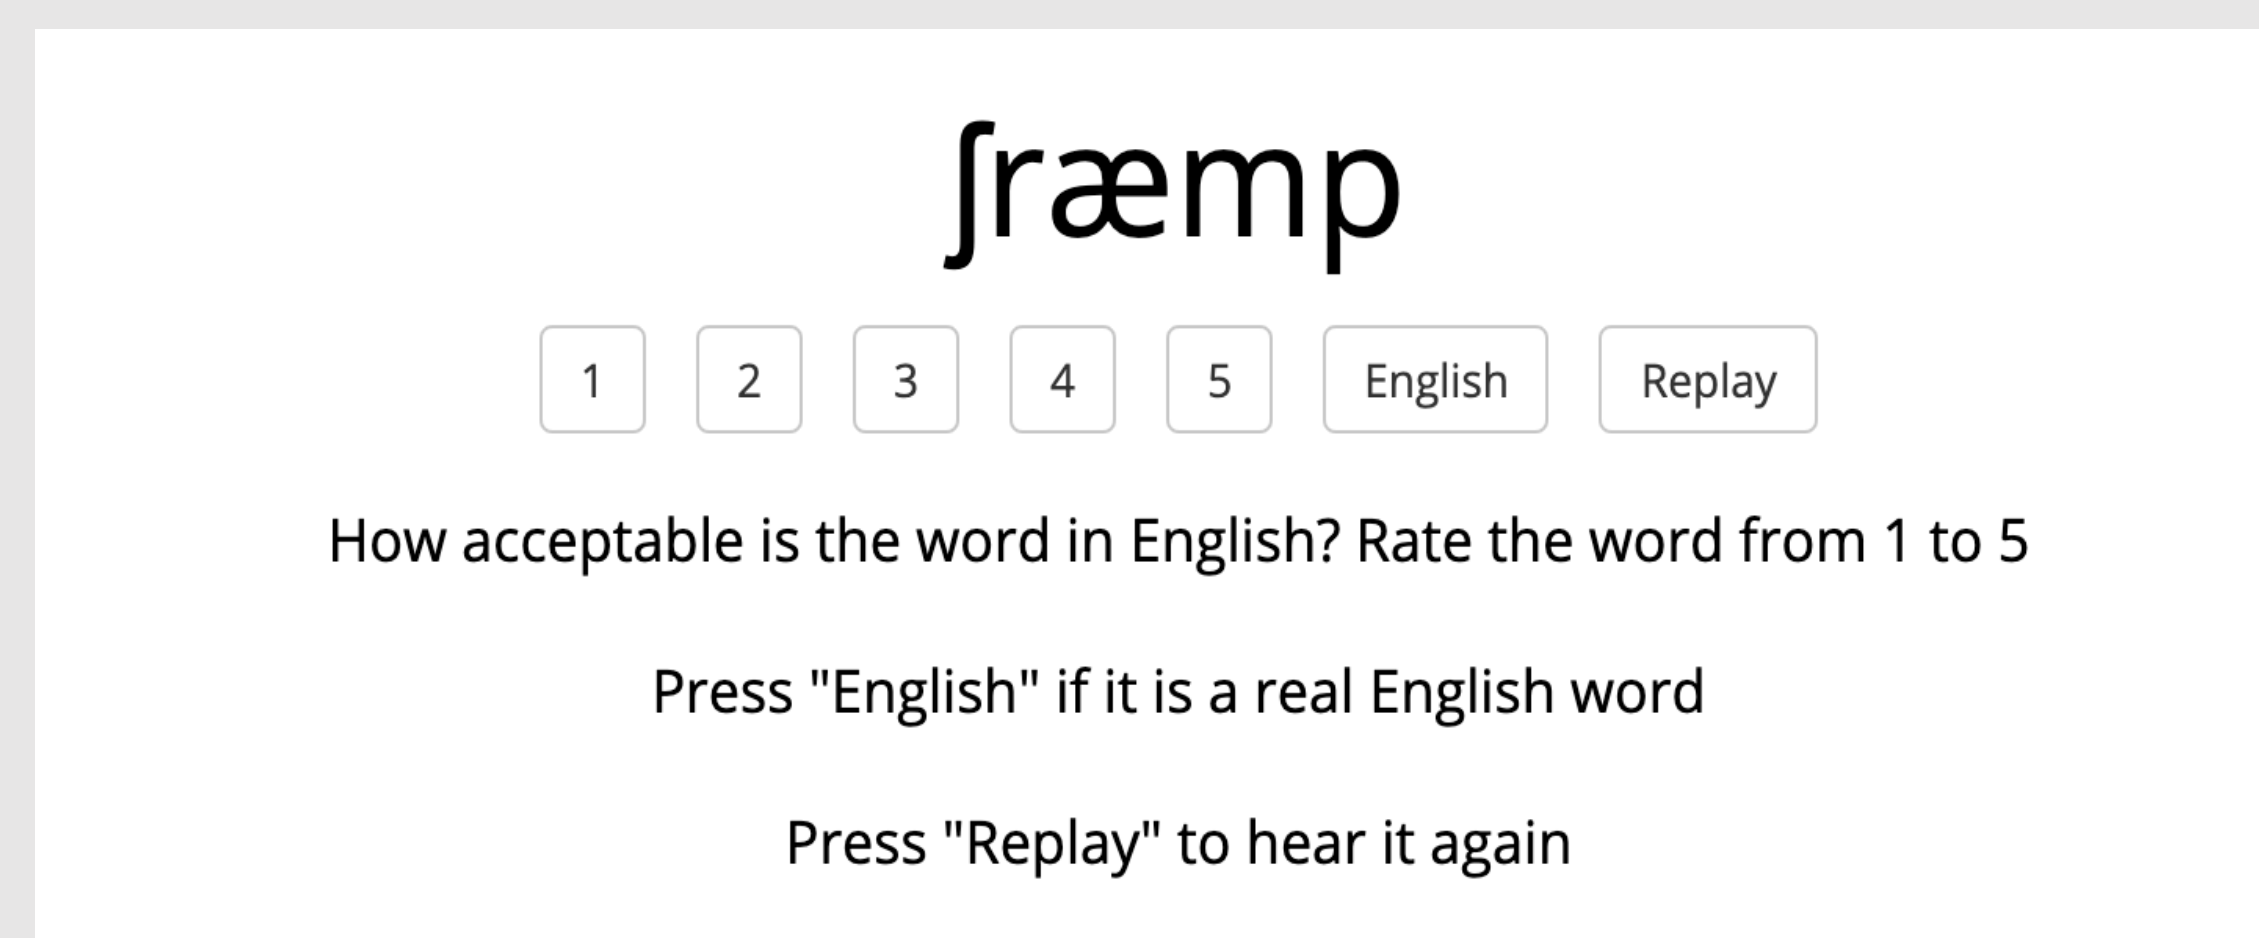 ʃræmp
1 2 3 4 5 English Replay
How acceptable is the word in English? Rate the word from 1 to 5
Press "English" if it is a real English word
Press "Replay" to hear it again